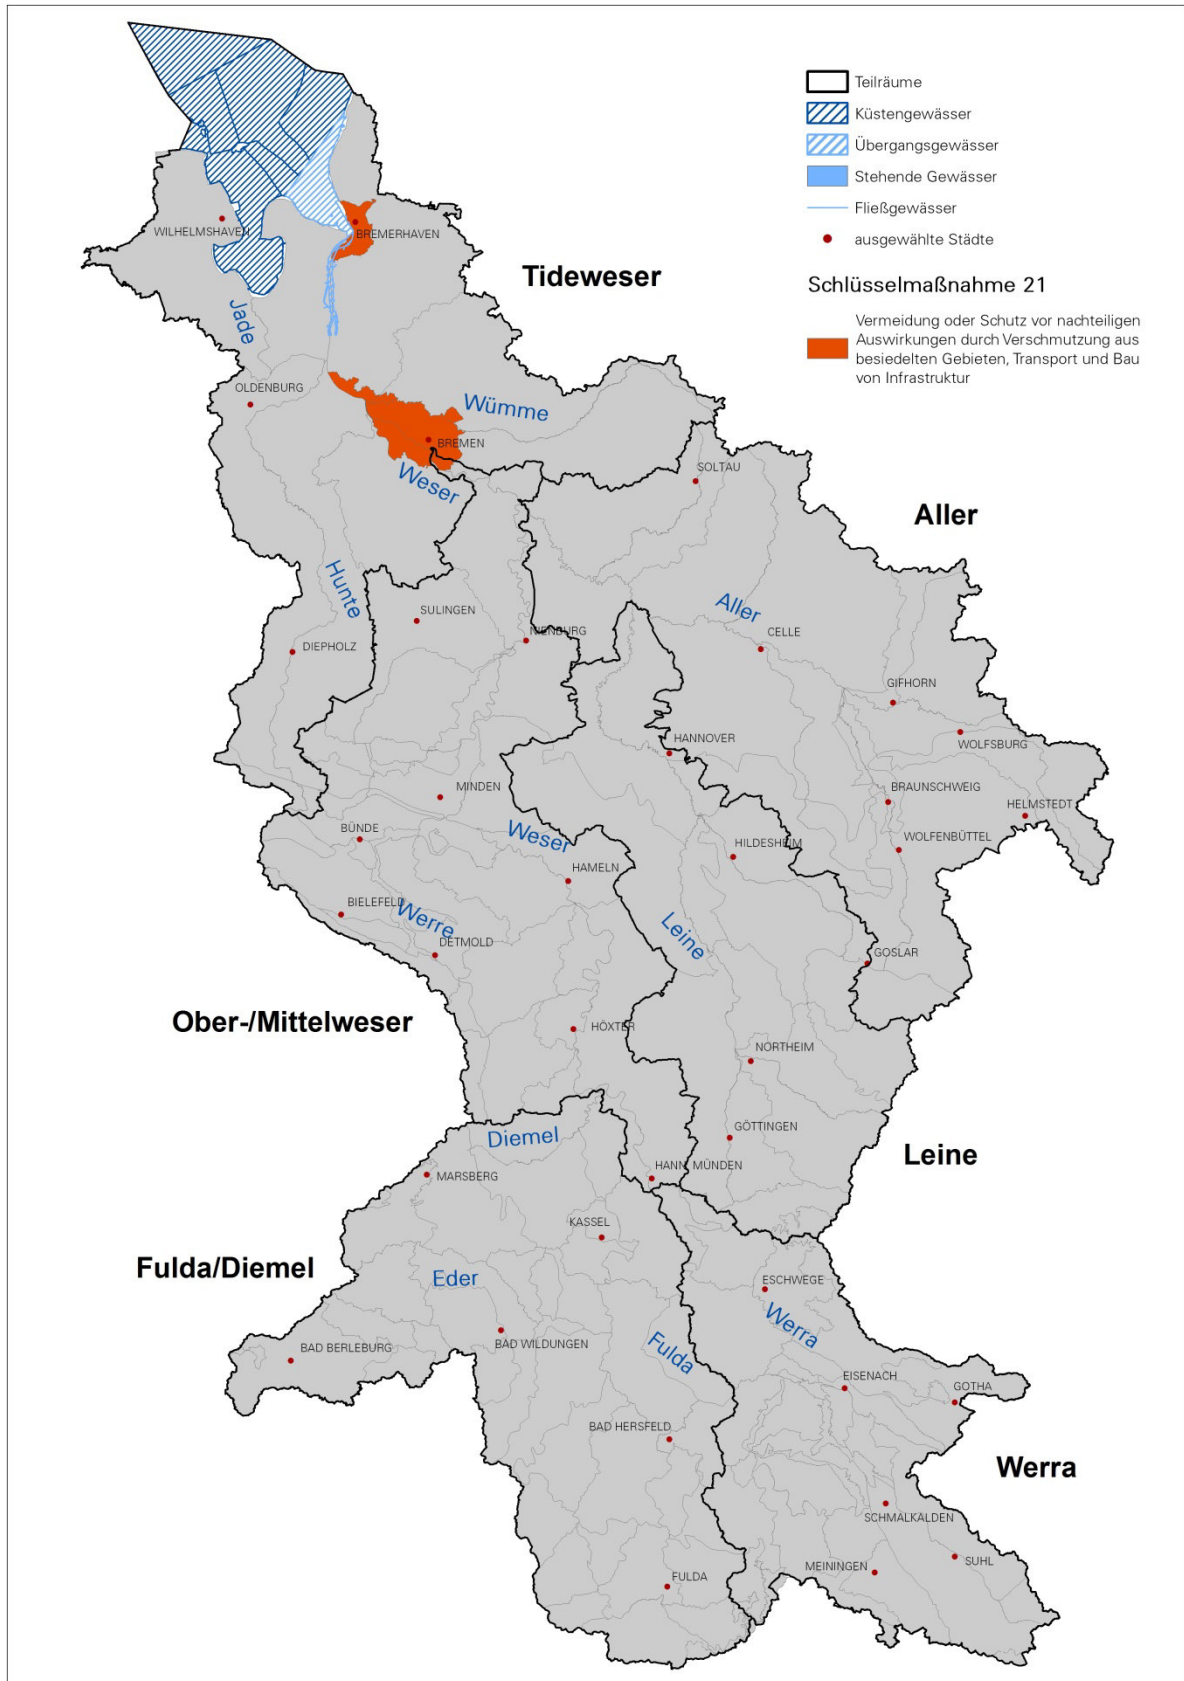 Teilräume
Küstengewässer
Übergangsgewässer
Stehende Gewässer
Fließgewässer
ausgewählte Städte
Schlüsselmaßnahme 21
Vermeidung oder Schutz vor nachteiligen
Auswirkungen durch Verschmutzung aus
besiedelten Gebieten, Transport und Bau
von Infrastruktur
WILHELMSHAVEN
BREMERHAVEN
Tideweser
Jade
OLDENBURG
Wümme
BREMEN
Weser
SOLTAU
Aller
Hunte
SULINGEN
Aller
NIENBURG
CELLE
DIEPHOLZ
GIFHORN
HANNOVER
WOLFSBURG
MINDEN
BRAUNSCHWEIG
HELMSTEDT
BÜNDE
Weser
HILDESHEIM
WOLFENBÜTTEL
HAMELN
BIELEFELD
Werre
Leine
DETMOLD
GOSLAR
Ober-/Mittelweser
HÖXTER
NORTHEIM
Diemel
GÖTTINGEN
Leine
MARSBERG
HANN. MÜNDEN
KASSEL
Fulda/Diemel
Eder
ESCHWEGE
Werra
BAD BERLEBURG
BAD WILDUNGEN
Fulda
EISENACH
GOTHA
BAD HERSFELD
Werra
SCHMALKALDEN
SUHL
MEININGEN
FULDA